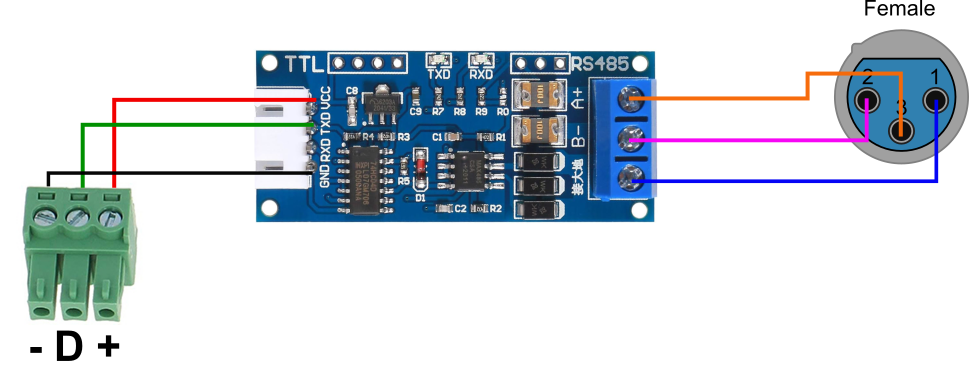 Female
TTL
RS485
TXD
RXD
2
1
3
VCC
TXD
RXD
GND
C8
C9
R7
R8
R9
R0
A+
B-
接大地
R4
R3
C1
R1
R5
D1
C2
R2
- D +